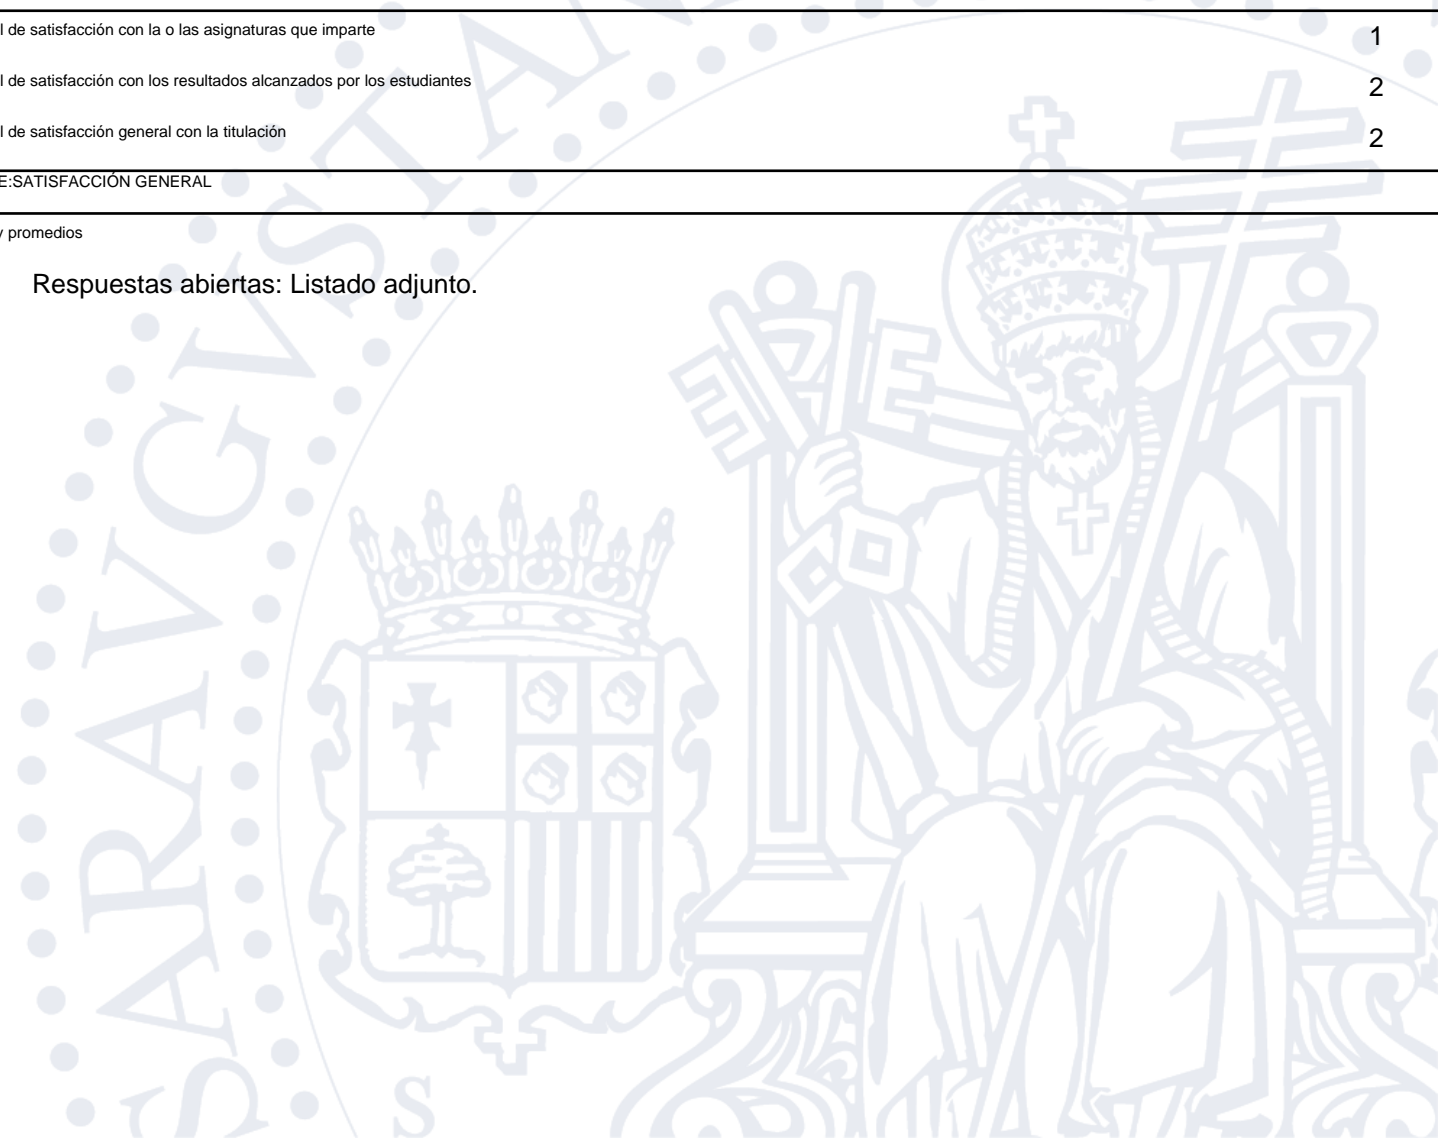 l de satisfacción con la o las asignaturas que imparte 1
l de satisfacción con los resultados alcanzados por los estudiantes 2
l de satisfacción general con la titulación 2
E:SATISFACCIÓN GENERAL
y promedios
Respuestas abiertas: Listado adjunto.
SARAVGVSTAN
S